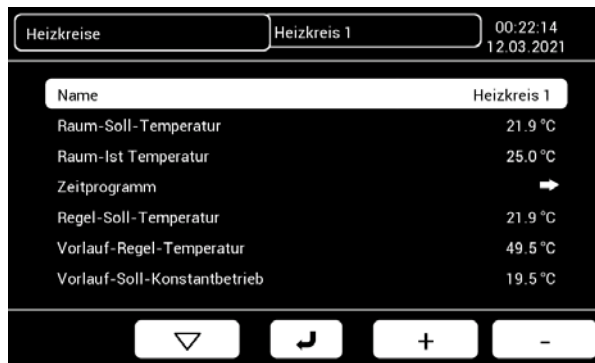 Heizkreise Heizkreis 1 00:22:14
12.03.2021
Name Heizkreis 1
Raum-Soll-Temperatur 21.9 °C
Raum-Ist Temperatur 25.0 °C
Zeitprogramm
Regel-Soll-Temperatur 21.9 °C
Vorlauf-Regel-Temperatur 49.5 °C
Vorlauf-Soll-Konstantbetrieb 19.5 °C
+ -